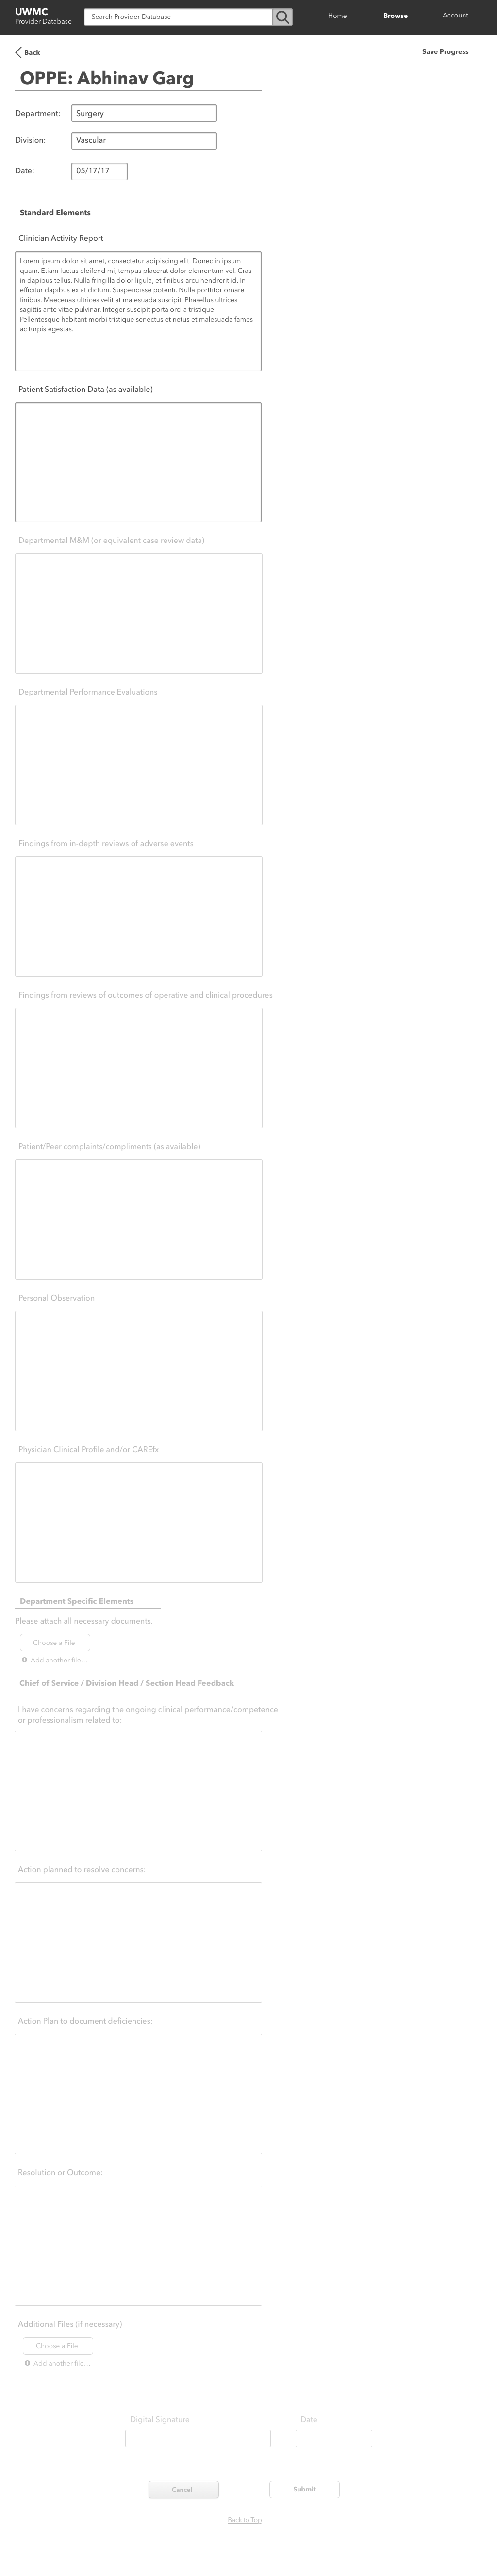 UWMC
Provider Database
Search Provider Database
Home
Browse
Account
Back
Save Progress
OPPE: Abhinav Garg
Department:
Surgery
Division:
Vascular
Date:
05/17/17
Standard Elements
Clinician Activity Report
Lorem ipsum dolor sit amet, consectetur adipiscing elit. Donec in ipsum
quam. Etiam luctus eleifend mi, tempus placerat dolor elementum vel. Cras
in dapibus tellus. Nulla fringilla dolor ligula, et finibus arcu hendrerit id. In
efficitur dapibus ex at dictum. Suspendisse potenti. Nulla porttitor ornare
finibus. Maecenas ultrices velit at malesuada suscipit. Phasellus ultrices
sagittis ante vitae pulvinar. Integer suscipit porta orci a tristique.
Pellentesque habitant morbi tristique senectus et netus et malesuada fames
ac turpis egestas.
Patient Satisfaction Data (as available)
Departmental M&M (or equivalent case review data)
Departmental Performance Evaluations
Findings from in-depth reviews of adverse events
Findings from reviews of outcomes of operative and clinical procedures
Patient/Peer complaints/compliments (as available)
Personal Observation
Physician Clinical Profile and/or CAREfx
Department Specific Elements
Please attach all necessary documents.
Choose a File
Add another file...
Chief of Service / Division Head / Section Head Feedback
I have concerns regarding the ongoing clinical performance/competence
or professionalism related to:
Action planned to resolve concerns:
Action Plan to document deficiencies:
Resolution or Outcome:
Additional Files (if necessary)
Choose a File
Add another file...
Digital Signature
Date
Cancel
Submit
Back to Top